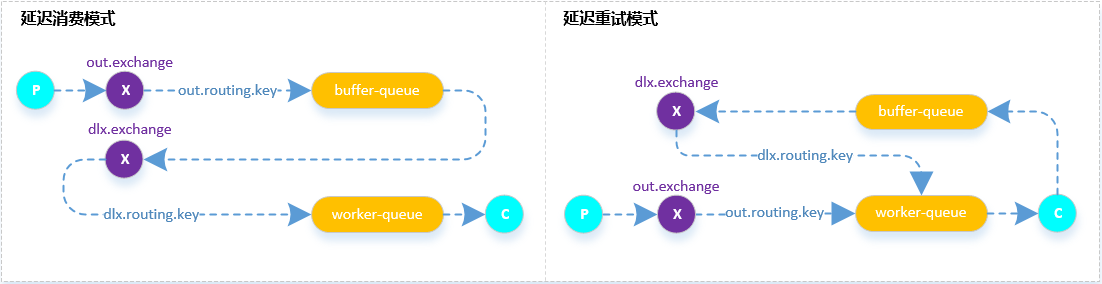 延迟消费模式
out.exchange
P
X
out.routing.key
buffer-queue
dlx.exchange
X
dlx.routing.key
worker-queue
C
延迟重试模式
dlx.exchange
X
buffer-queue
dlx.routing.key
out.exchange
P
X
out.routing.key
worker-queue
C